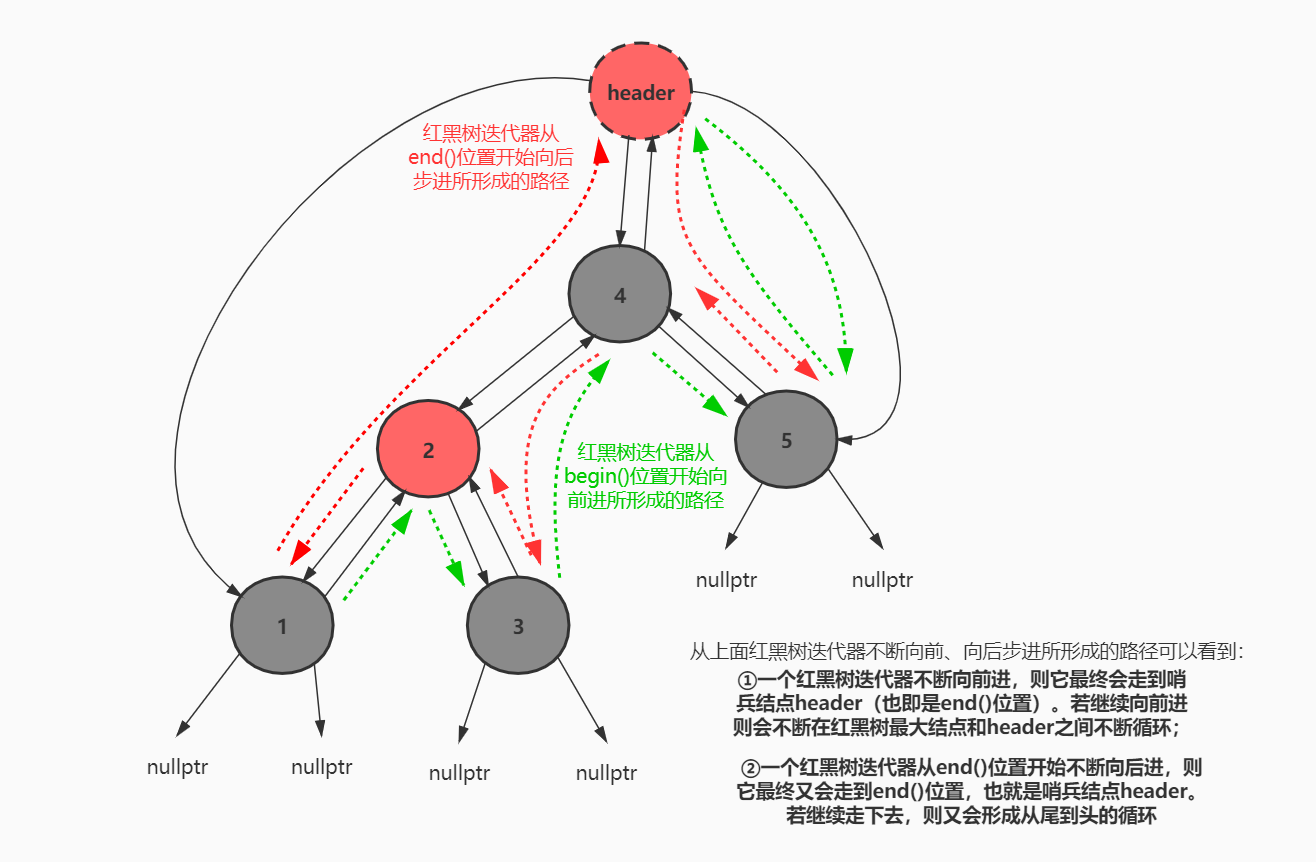 header
红黑树迭代器从
end()位置开始向后
步进所形成的路径
4
2
5
红黑树迭代器从
begin()位置开始向
前进所形成的路径
nullptr
nullptr
1
3
从上面红黑树迭代器不断向前、向后步进所形成的路径可以看到：
①一个红黑树迭代器不断向前进，则它最终会走到哨
兵结点header（也即是end()位置）。若继续向前进
则会不断在红黑树最大结点和header之间不断循环；
nullptr
nullptr
nullptr
nullptr
②一个红黑树迭代器从end()位置开始不断向后进，则
它最终又会走到end()位置，也就是哨兵结点header。
若继续走下去，则又会形成从尾到头的循环